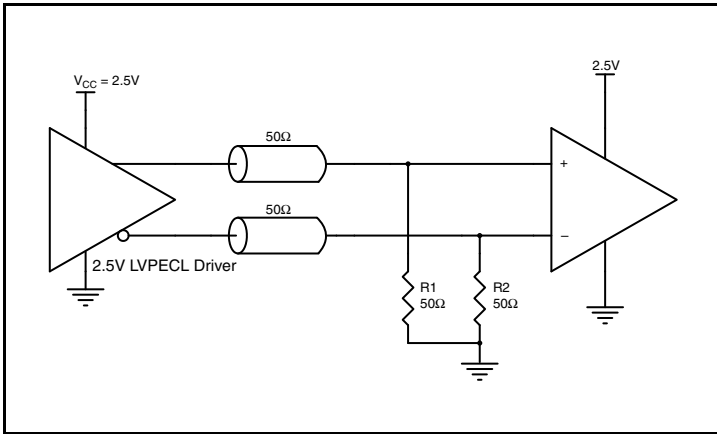 V_CC = 2.5V
2.5V
50Ω
50Ω
+
−
2.5V LVPECL Driver
R1
50Ω
R2
50Ω